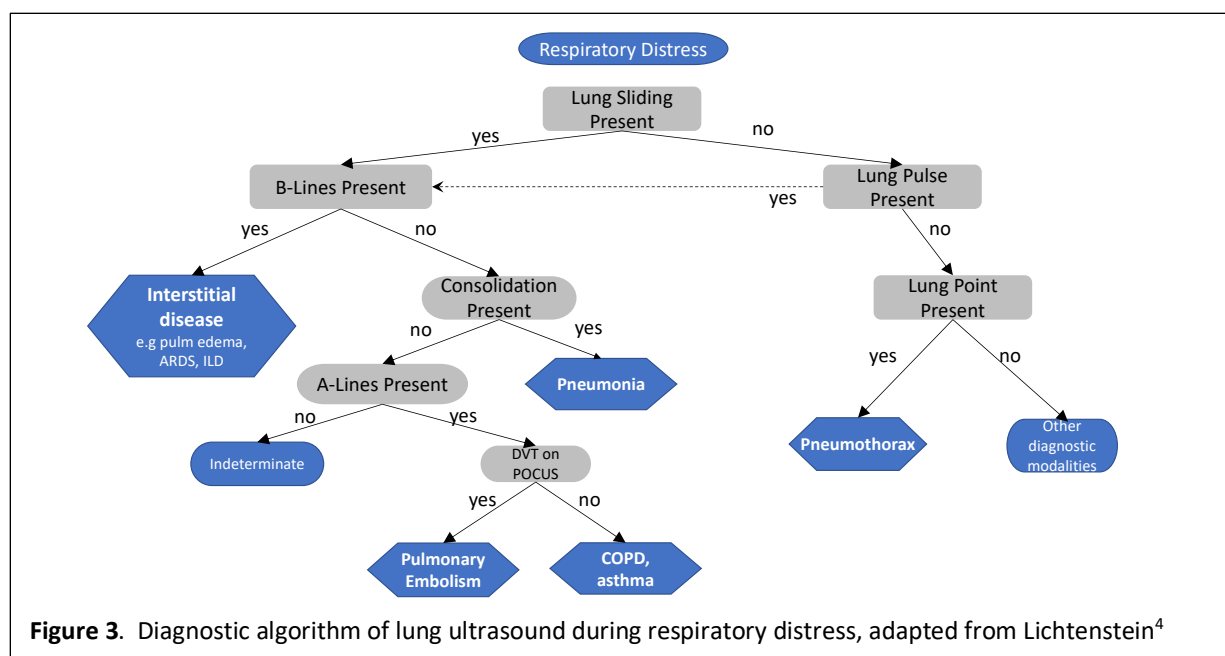 Respiratory Distress
Lung Sliding
Present
yes
no
B-Lines Present
Lung Pulse
Present
yes
yes
no
no
Interstitial
disease
e.g pulm edema,
ARDS, ILD
Consolidation
Present
Lung Point
Present
no
yes
yes
no
A-Lines Present
Pneumonia
Pneumothorax
Other
diagnostic
modalities
no
yes
Indeterminate
DVT on
POCUS
yes
no
Pulmonary
Embolism
COPD,
asthma
Figure 3. Diagnostic algorithm of lung ultrasound during respiratory distress, adapted from Lichtenstein⁴